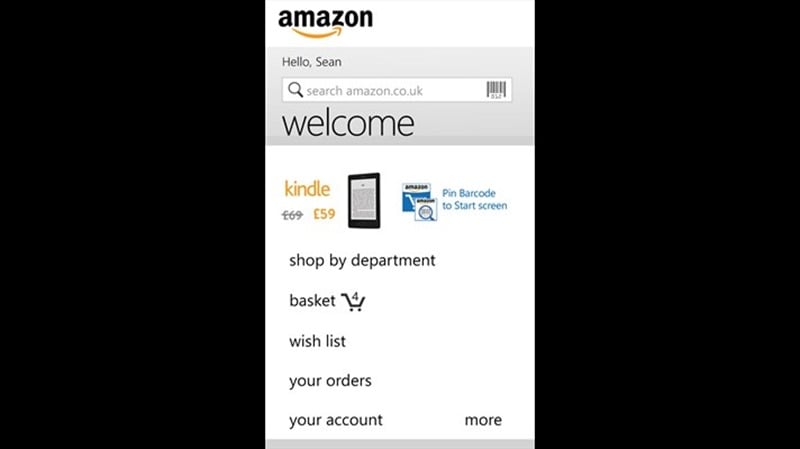 amazon
Hello, Sean
search amazon.co.uk
welcome
kindle
£69 £59
amazon
amazon
Pin Barcode
to Start screen
shop by department
basket 4
wish list
your orders
your account
more